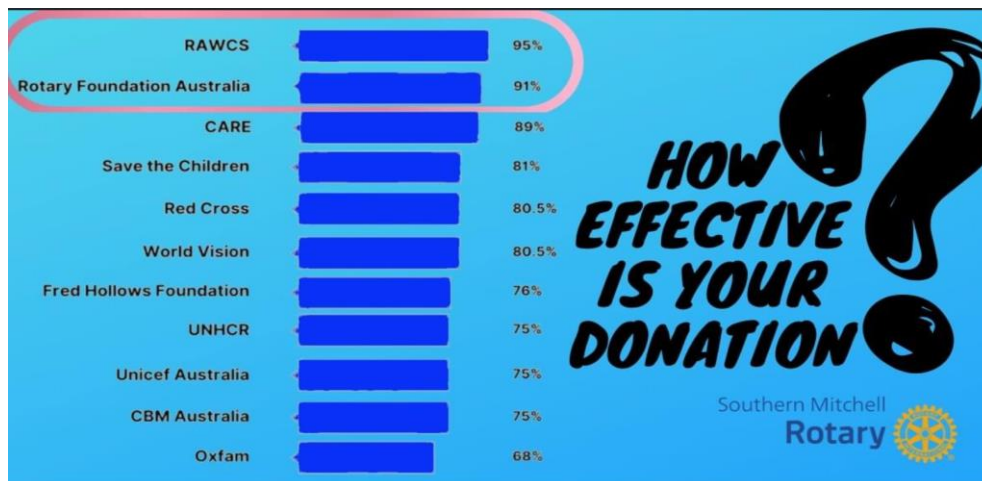 RAWCS 95%
Rotary Foundation Australia 91%
CARE 89%
Save the Children 81%
Red Cross 80.5%
World Vision 80.5%
Fred Hollows Foundation 76%
UNHCR 75%
Unicef Australia 75%
CBM Australia 75%
Oxfam 68%
HOW
EFFECTIVE
IS YOUR
DONATION
?
Southern Mitchell
Rotary